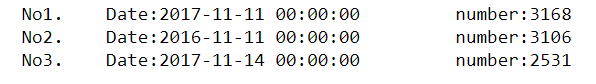 No1.    Date:2017-11-11 00:00:00         number:3168
No2.    Date:2016-11-11 00:00:00         number:3106
No3.    Date:2017-11-14 00:00:00         number:2531